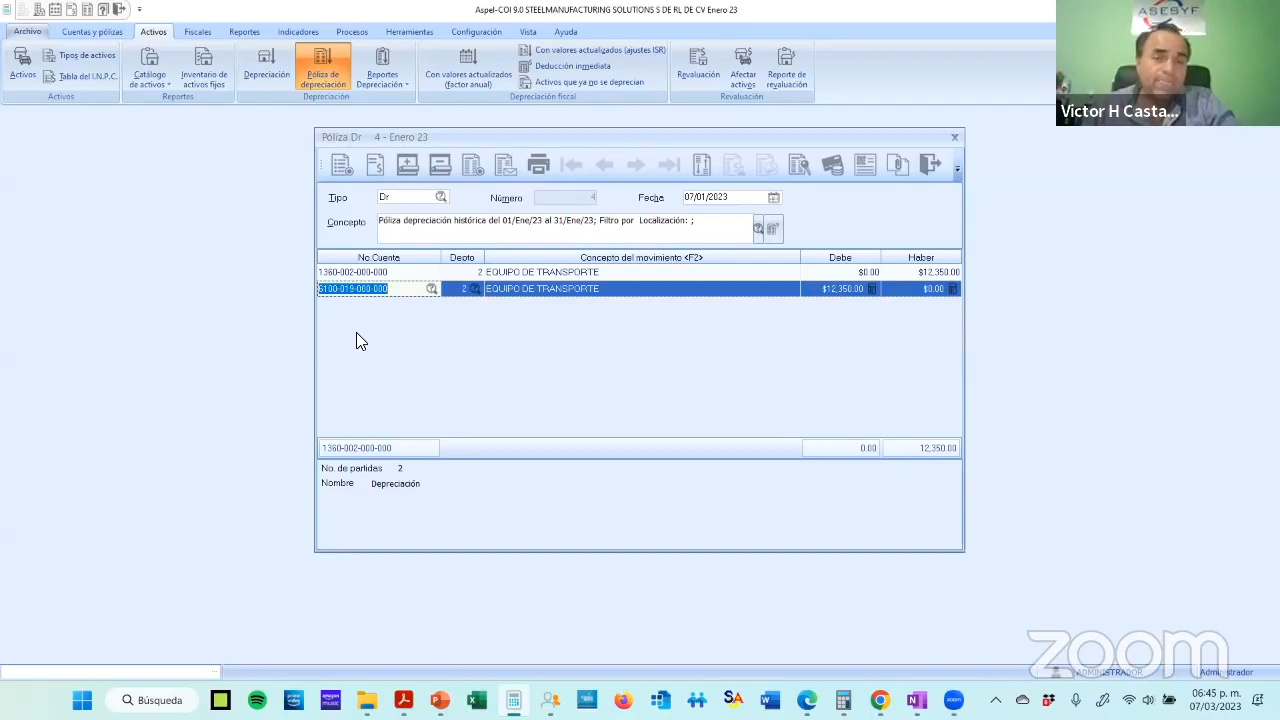 Aspel-COI 9.0 STEELMANUFACTURING SOLUTIONS S DE RL DE CV Enero 23
ASESYF
Archivo Cuentas y pólizas Activos Fiscales Reportes Indicadores Procesos Herramientas Configuración Vista Ayuda
Activos
Tipos de activos
Tabla del I.N.P.C.
Catálogo de activos
Inventario de activos fijos
Depreciación
Póliza de depreciación
Reportes Depreciación
Con valores actualizados (factor anual)
Con valores actualizados (ajustes ISR)
Deducción inmediata
Activos que ya no se deprecian
Revaluación
Afectar activos
Reporte de revaluación
Activos Reportes Depreciación Depreciación fiscal Revaluación
Victor H Casta...
Póliza Dr 4 - Enero 23
Tipo Dr Número 4 Fecha 07/01/2023
Concepto Póliza depreciación histórica del 01/Ene/23 al 31/Ene/23; Filtro por Localización: ;
No.Cuenta Depto Concepto del movimiento <F2> Debe Haber
1360-002-000-000 2 EQUIPO DE TRANSPORTE $0.00 $12,350.00
6100-019-000-000 2 EQUIPO DE TRANSPORTE $12,350.00 $0.00
1360-002-000-000 0.00 12,350.00
No. de partidas 2
Nombre Depreciación
zoom
ADMINISTRADOR Administrador
Búsqueda
06:45 p. m.
07/03/2023